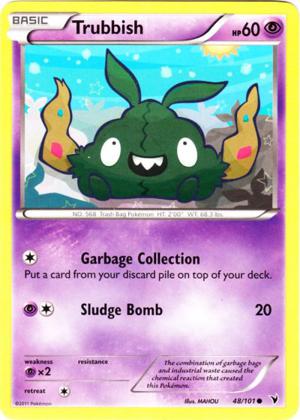 BASIC
Trubbish
HP60
NO. 568 Trash Bag Pokémon HT: 2'00" WT: 68.3 lbs.
Garbage Collection
Put a card from your discard pile on top of your deck.
Sludge Bomb 20
weakness resistance
×2
retreat
The combination of garbage bags and industrial waste caused the chemical reaction that created this Pokémon.
Illus. MAHOU
48/101
©2011 Pokémon